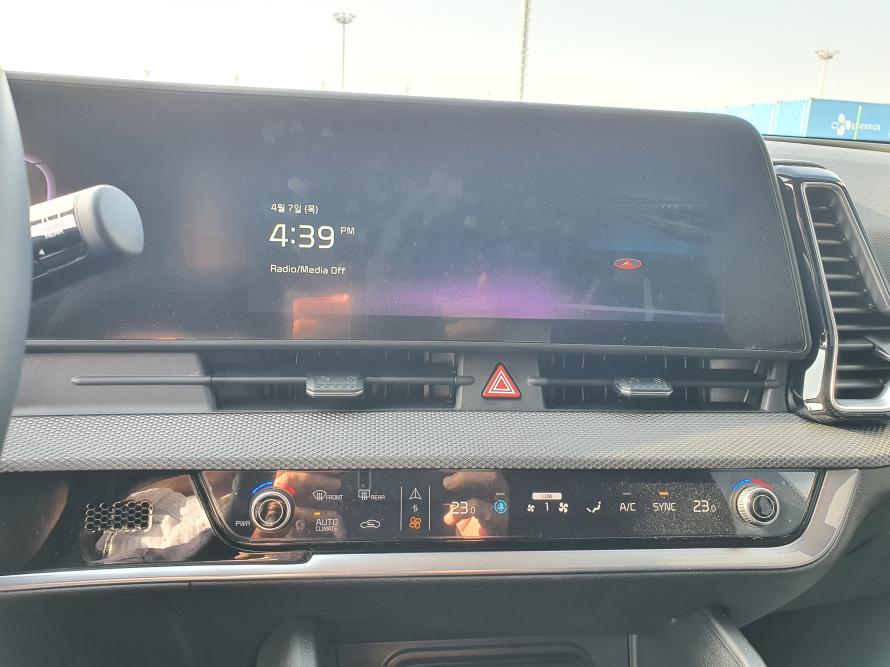 4월 7일 (목)
4:39 PM
Radio/Media Off
FRONT
REAR
PWR
AUTO
CLIMATE
23.0
LOW
1
A/C
SYNC
23.0